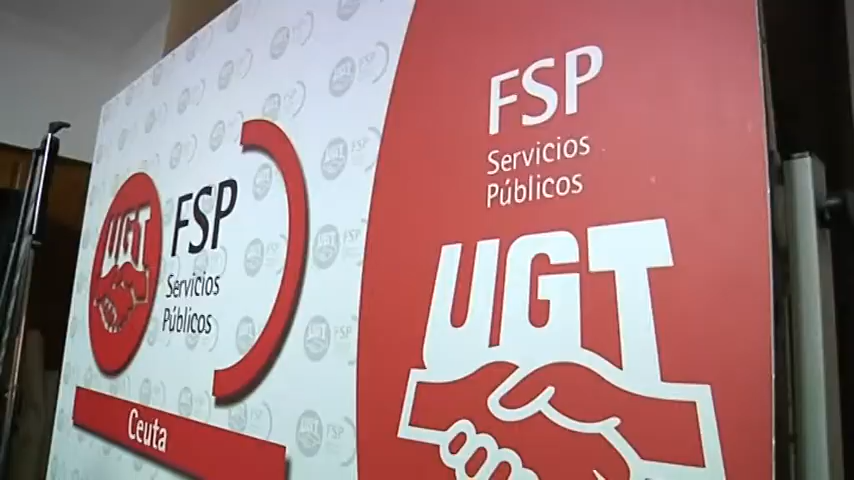 UGT
FSP
Servicios
Públicos
Ceuta
FSP
Servicios
Públicos
UGT